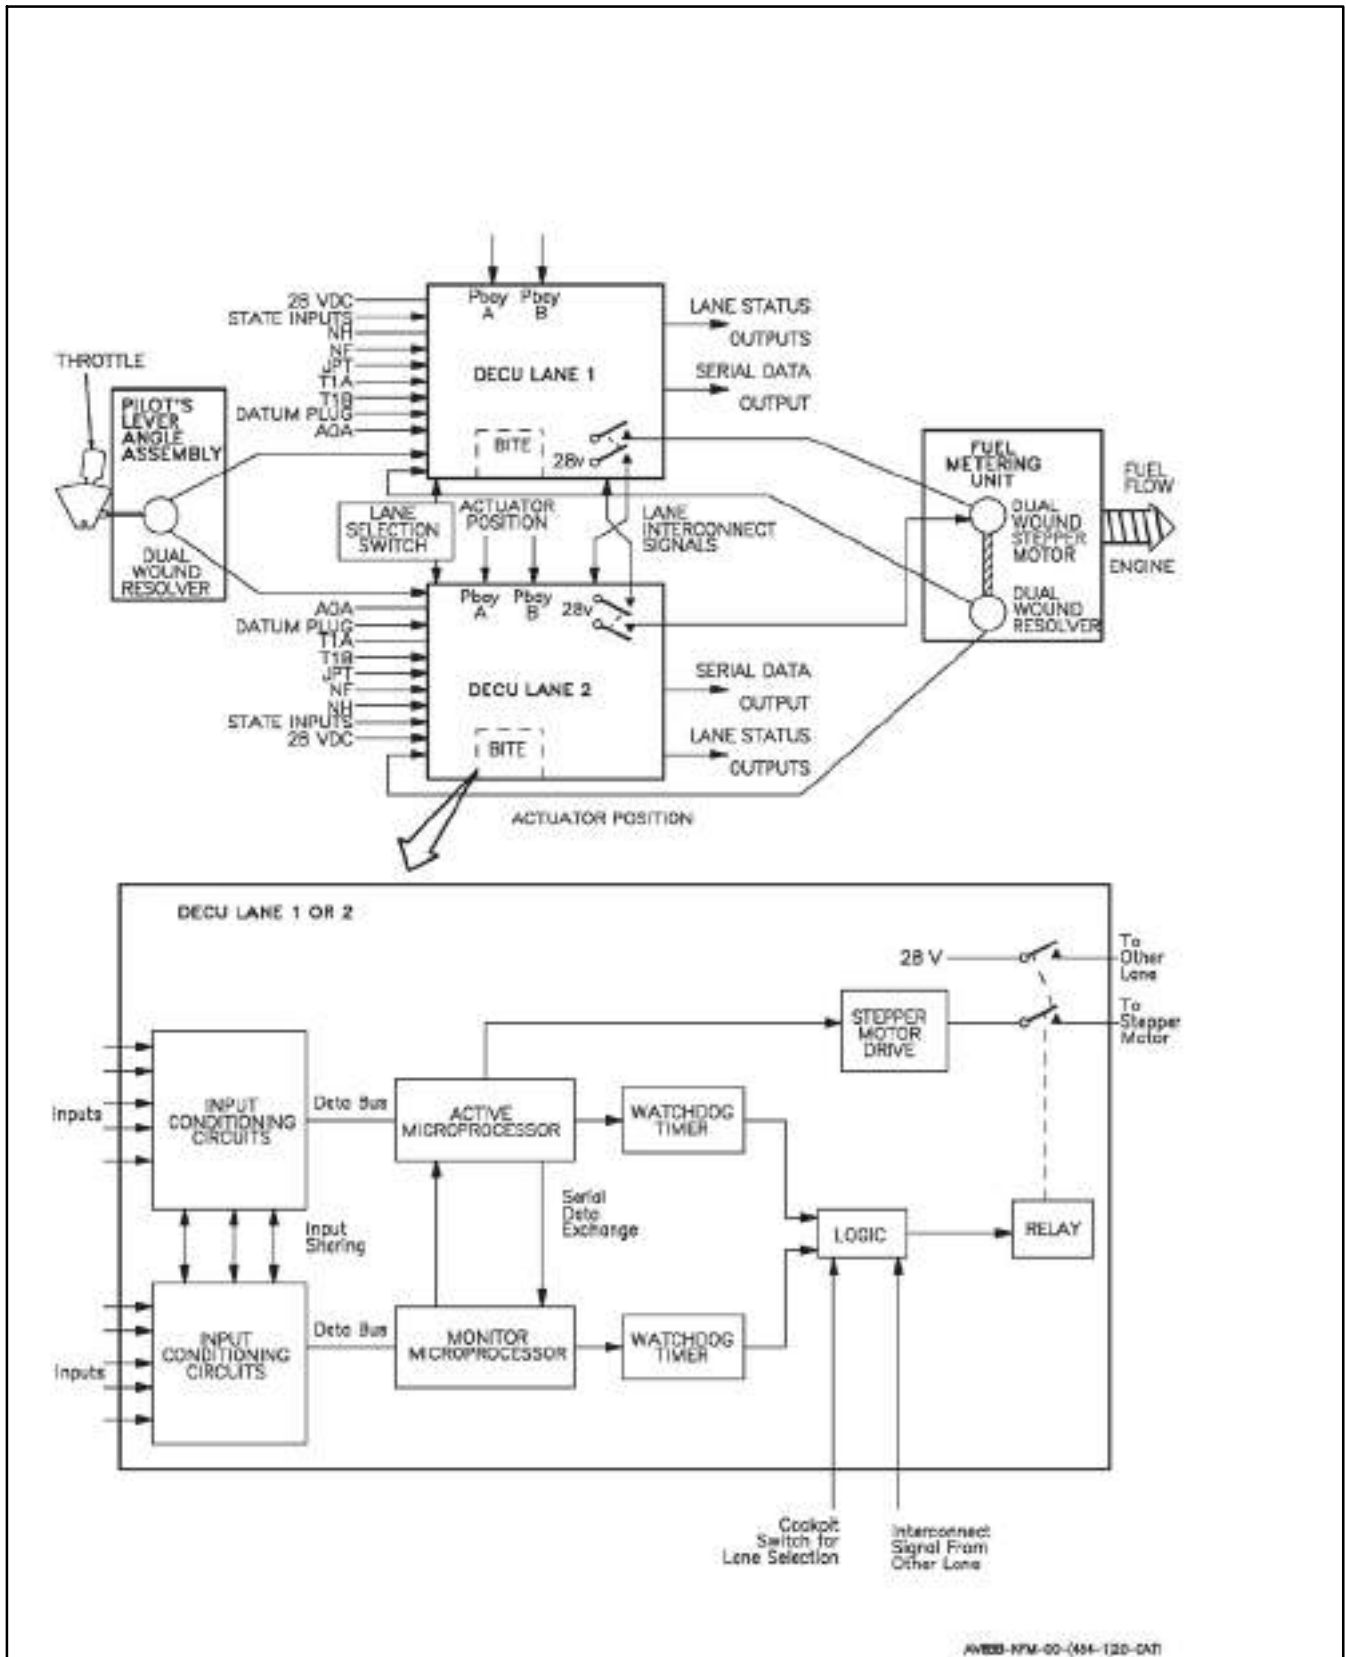 Pbay Pbay
A B
28 VDC
STATE INPUTS
NH
NF
JPT
T1A
T1B
DATUM PLUG
AOA
DECU LANE 1
BITE
28v
LANE STATUS
OUTPUTS
SERIAL DATA
OUTPUT
THROTTLE
PILOT'S
LEVER
ANGLE
ASSEMBLY
DUAL
WOUND
RESOLVER
LANE
SELECTION
SWITCH
ACTUATOR
POSITION
LANE
INTERCONNECT
SIGNALS
FUEL
METERING
UNIT
DUAL
WOUND
STEPPER
MOTOR
DUAL
WOUND
RESOLVER
FUEL
FLOW
ENGINE
Pbay Pbay
A B
28v
AOA
DATUM PLUG
T1A
T1B
JPT
NF
NH
STATE INPUTS
28 VDC
DECU LANE 2
BITE
SERIAL DATA
OUTPUT
LANE STATUS
OUTPUTS
ACTUATOR POSITION
DECU LANE 1 OR 2
28 V
To
Other
Lane
To
Stepper
Motor
STEPPER
MOTOR
DRIVE
Inputs
INPUT
CONDITIONING
CIRCUITS
Data Bus
ACTIVE
MICROPROCESSOR
WATCHDOG
TIMER
Input
Sharing
Serial
Data
Exchange
LOGIC
RELAY
Inputs
INPUT
CONDITIONING
CIRCUITS
Data Bus
MONITOR
MICROPROCESSOR
WATCHDOG
TIMER
Cockpit
Switch for
Lane Selection
Interconnect
Signal From
Other Lane